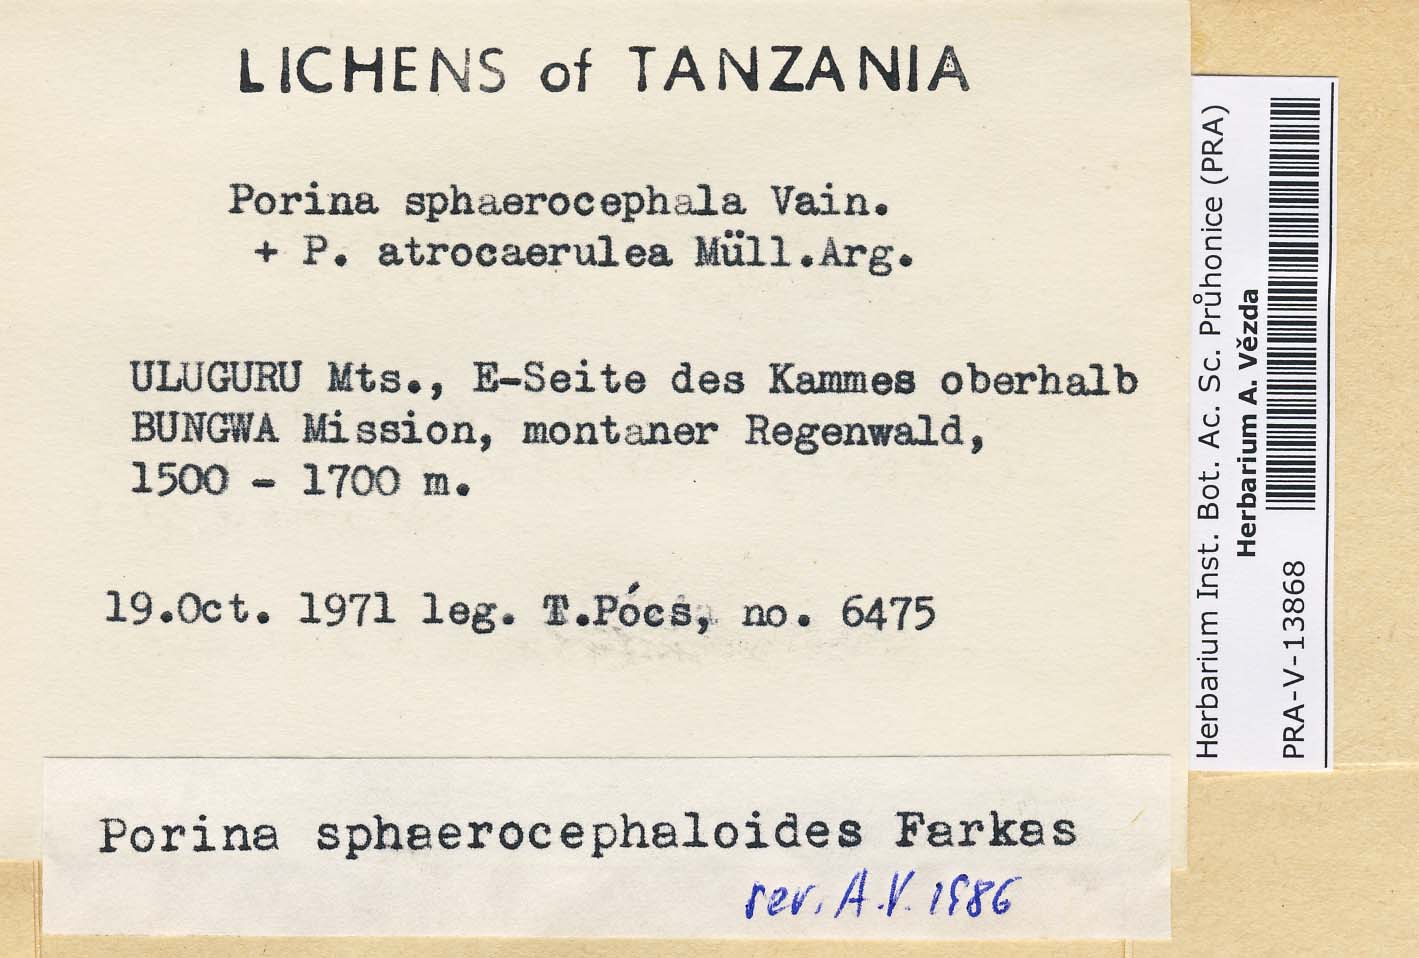 LICHENS of TANZANIA
Porina sphaerocephala Vain.
+ P. atrocaerulea Müll.Arg.
ULUGURU Mts., E-Seite des Kammes oberhalb
BUNGWA Mission, montaner Regenwald,
1500 - 1700 m.
19.Oct. 1971 leg. T.Pócs, no. 6475
Porina sphaerocephaloides Farkas
rev. A.V. 1986
Herbarium Inst. Bot. Ac. Sc. Průhonice (PRA)
Herbarium A. Vězda
PRA-V-13868